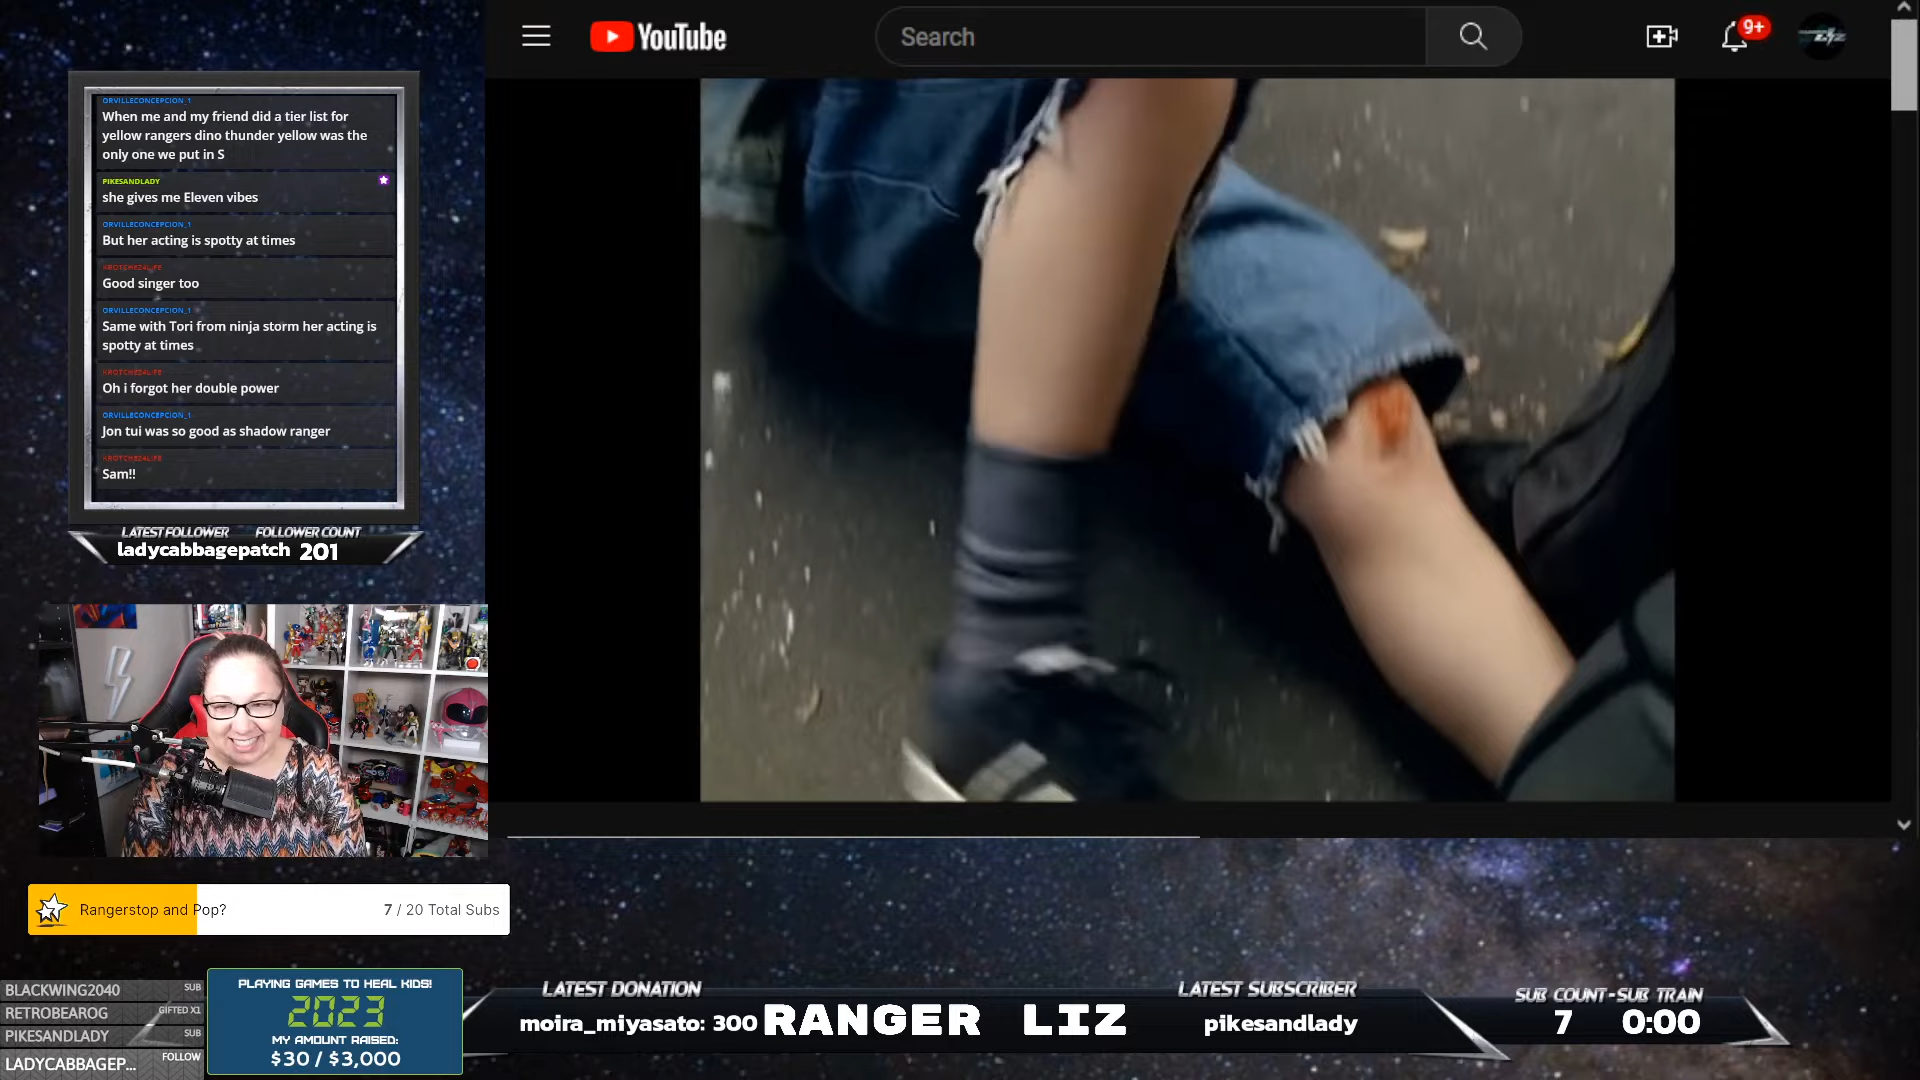 YouTube
Search
9+
ORVILLECONCEPCION_1
When me and my friend did a tier list for
yellow rangers dino thunder yellow was the
only one we put in S
PIKESANDLADY
she gives me Eleven vibes
ORVILLECONCEPCION_1
But her acting is spotty at times
KROTCHEZ4LIFE
Good singer too
ORVILLECONCEPCION_1
Same with Tori from ninja storm her acting is
spotty at times
KROTCHEZ4LIFE
Oh i forgot her double power
ORVILLECONCEPCION_1
Jon tui was so good as shadow ranger
KROTCHEZ4LIFE
Sam!!
LATEST FOLLOWER FOLLOWER COUNT
ladycabbagepatch 201
Rangerstop and Pop? 7 / 20 Total Subs
BLACKWING2040 SUB
RETROBEAROG GIFTED X1
PIKESANDLADY SUB
LADYCABBAGEP... FOLLOW
PLAYING GAMES TO HEAL KIDS!
2023
MY AMOUNT RAISED:
$30 / $3,000
LATEST DONATION
moira_miyasato: 300
RANGER LIZ
LATEST SUBSCRIBER
pikesandlady
SUB COUNT - SUB TRAIN
7 0:00